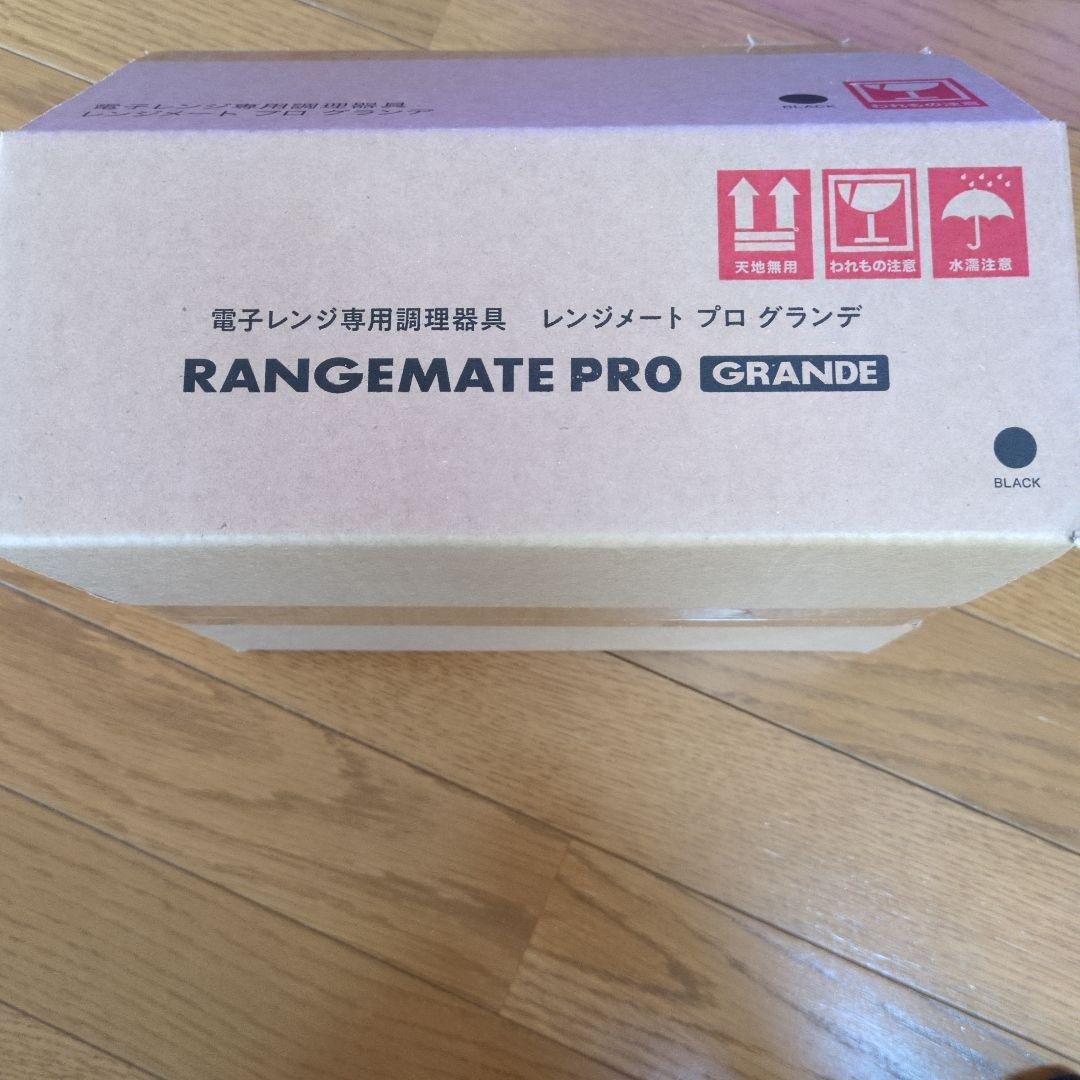 電子レンジ専用調理器具
レンジメート プロ グランデ
BLACK
われもの注意
天地無用 われもの注意 水濡注意
電子レンジ専用調理器具 レンジメート プロ グランデ
RANGEMATE PRO GRANDE
BLACK